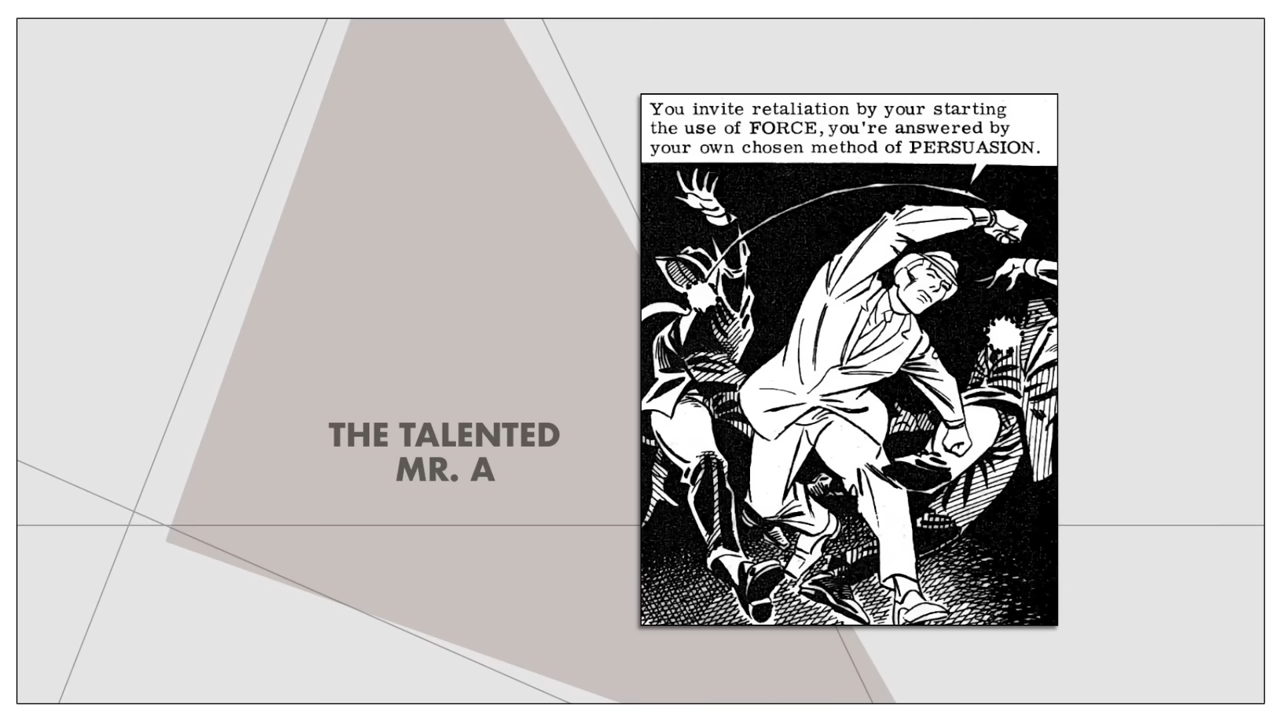 You invite retaliation by your starting
the use of FORCE, you're answered by
your own chosen method of PERSUASION.
THE TALENTED
MR. A